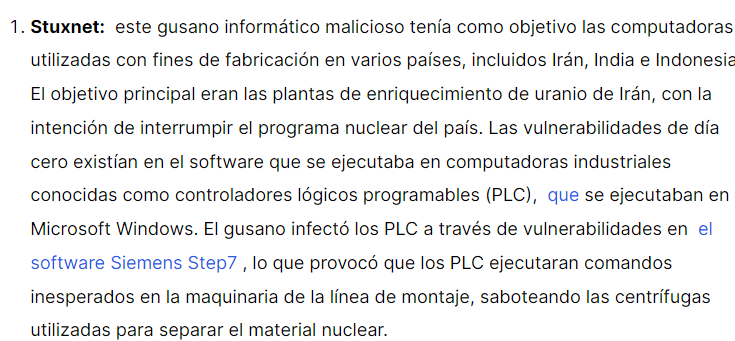 1. Stuxnet: este gusano informático malicioso tenía como objetivo las computadoras
utilizadas con fines de fabricación en varios países, incluidos Irán, India e Indonesia
El objetivo principal eran las plantas de enriquecimiento de uranio de Irán, con la
intención de interrumpir el programa nuclear del país. Las vulnerabilidades de día
cero existían en el software que se ejecutaba en computadoras industriales
conocidas como controladores lógicos programables (PLC), que se ejecutaban en
Microsoft Windows. El gusano infectó los PLC a través de vulnerabilidades en el
software Siemens Step7 , lo que provocó que los PLC ejecutaran comandos
inesperados en la maquinaria de la línea de montaje, saboteando las centrífugas
utilizadas para separar el material nuclear.